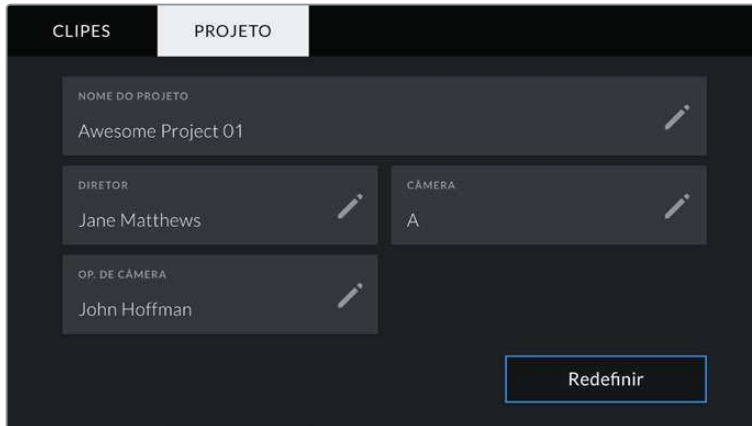 CLIPES PROJETO
NOME DO PROJETO
Awesome Project 01
DIRETOR
Jane Matthews
CÂMERA
A
OP. DE CÂMERA
John Hoffman
Redefinir